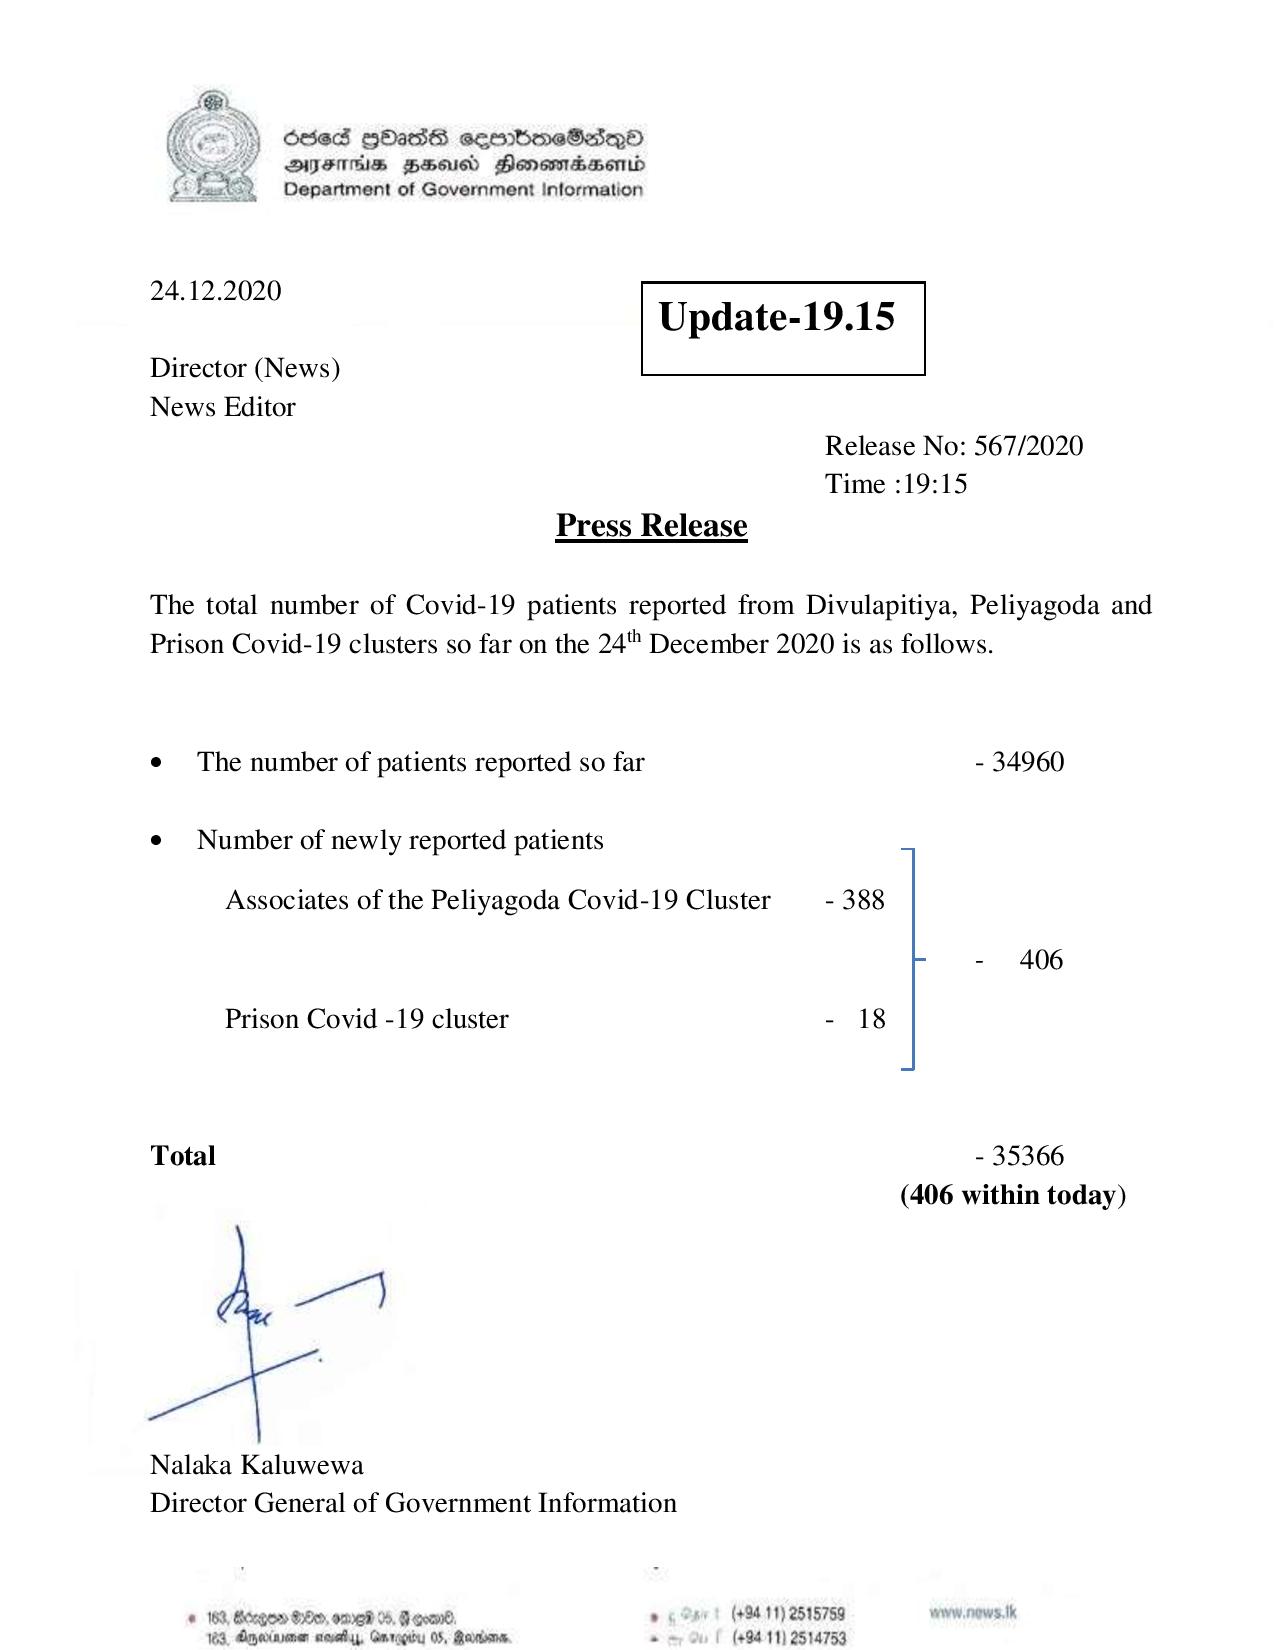 රජයේ ප්‍රවෘත්ති දෙපාර්තමේන්තුව
அரசாங்க தகவல் திணைக்களம்
Department of Government Information
24.12.2020
Update-19.15
Director (News)
News Editor
Release No: 567/2020
Time :19:15
Press Release
The total number of Covid-19 patients reported from Divulapitiya, Peliyagoda and
Prison Covid-19 clusters so far on the 24th December 2020 is as follows.
• The number of patients reported so far - 34960
• Number of newly reported patients
Associates of the Peliyagoda Covid-19 Cluster - 388
- 406
Prison Covid -19 cluster - 18
Total - 35366
(406 within today)
Nalaka Kaluwewa
Director General of Government Information
163, කිරුලපන මාවත, කොළඹ 05, ශ්‍රී ලංකාව. (+94 11) 2515759 www.news.lk
163, கிருலப்பனை எவனியூ, கொழும்பு 05, இலங்கை. (+94 11) 2514753